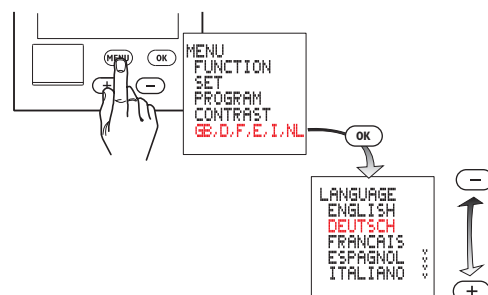 MENU
OK
MENU
FUNCTION
SET
PROGRAM
CONTRAST
GB,D,F,E,I,NL
OK
LANGUAGE
ENGLISH
DEUTSCH
FRANCAIS
ESPAGNOL
ITALIANO